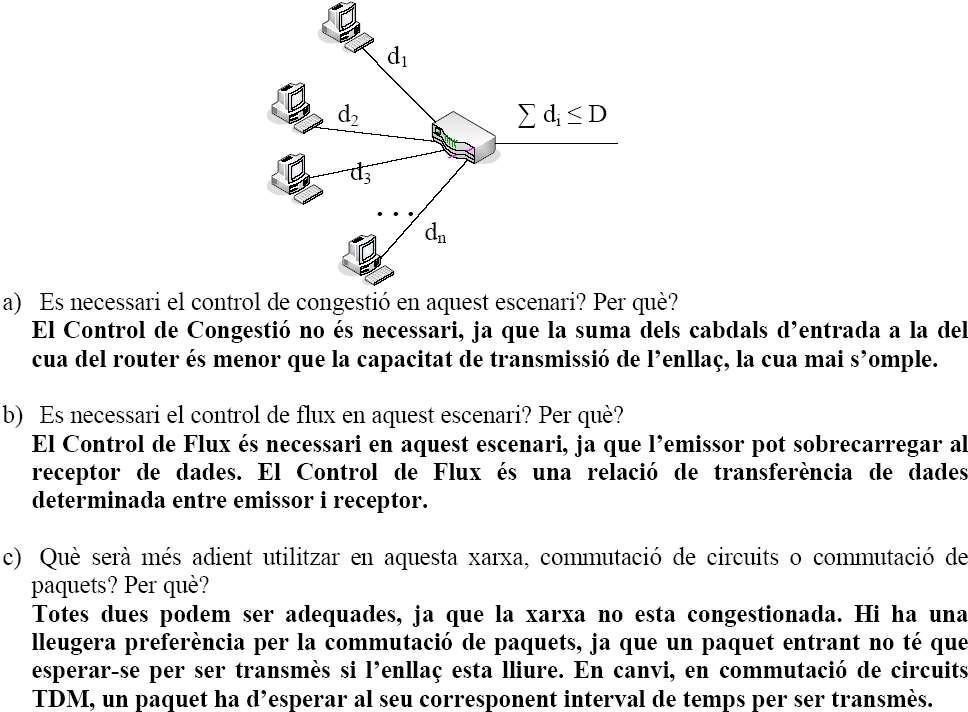 d1
d2
∑ di ≤ D
d3
...
dn
a) Es necessari el control de congestió en aquest escenari? Per què?
El Control de Congestió no és necessari, ja que la suma dels cabdals d’entrada a la del
cua del router és menor que la capacitat de transmissió de l’enllaç, la cua mai s’omple.
b) Es necessari el control de flux en aquest escenari? Per què?
El Control de Flux és necessari en aquest escenari, ja que l’emissor pot sobrecarregar al
receptor de dades. El Control de Flux és una relació de transferència de dades
determinada entre emissor i receptor.
c) Què serà més adient utilitzar en aquesta xarxa, commutació de circuits o commutació de
paquets? Per què?
Totes dues podem ser adequades, ja que la xarxa no esta congestionada. Hi ha una
lleugera preferència per la commutació de paquets, ja que un paquet entrant no té que
esperar-se per ser transmès si l’enllaç esta lliure. En canvi, en commutació de circuits
TDM, un paquet ha d’esperar al seu corresponent interval de temps per ser transmès.